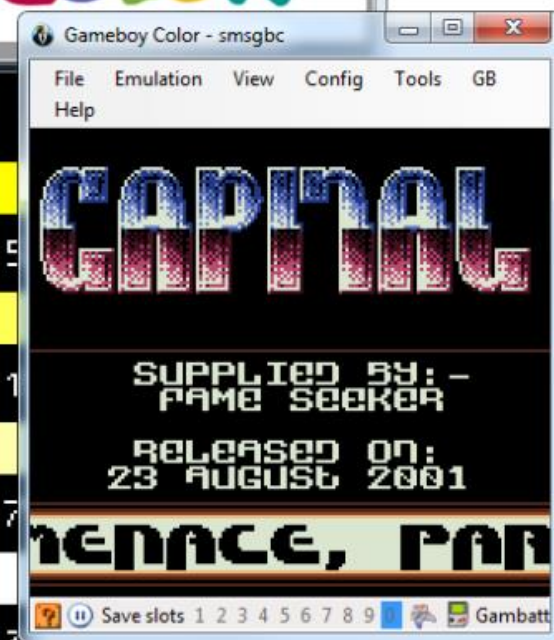 Gameboy Color - smsgbc
File Emulation View Config Tools GB
Help
CAPITAL
SUPPLIED BY:-
FAME SEEKER
RELEASED ON:
23 AUGUST 2001
MENACE, PAR
Save slots 1 2 3 4 5 6 7 8 9 0 Gambatt